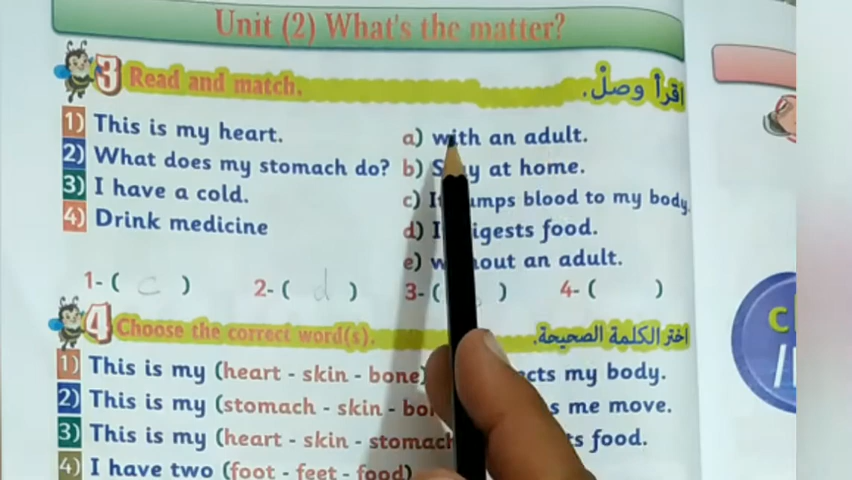 Unit (2) What's the matter?
3 Read and match.
اقرأ وصلْ.
1) This is my heart.
a) with an adult.
2) What does my stomach do?
b) Stay at home.
3) I have a cold.
c) It pumps blood to my body.
4) Drink medicine
d) It digests food.
e) without an adult.
1- ( c )
2- ( d )
3- ( )
4- ( )
4 Choose the correct word(s).
اختر الكلمة الصحيحة.
1) This is my (heart - skin - bone) my body.
2) This is my (stomach - skin - me move.
3) This is my (heart - skin - stomach food.
4) I have two (foot - feet - food)